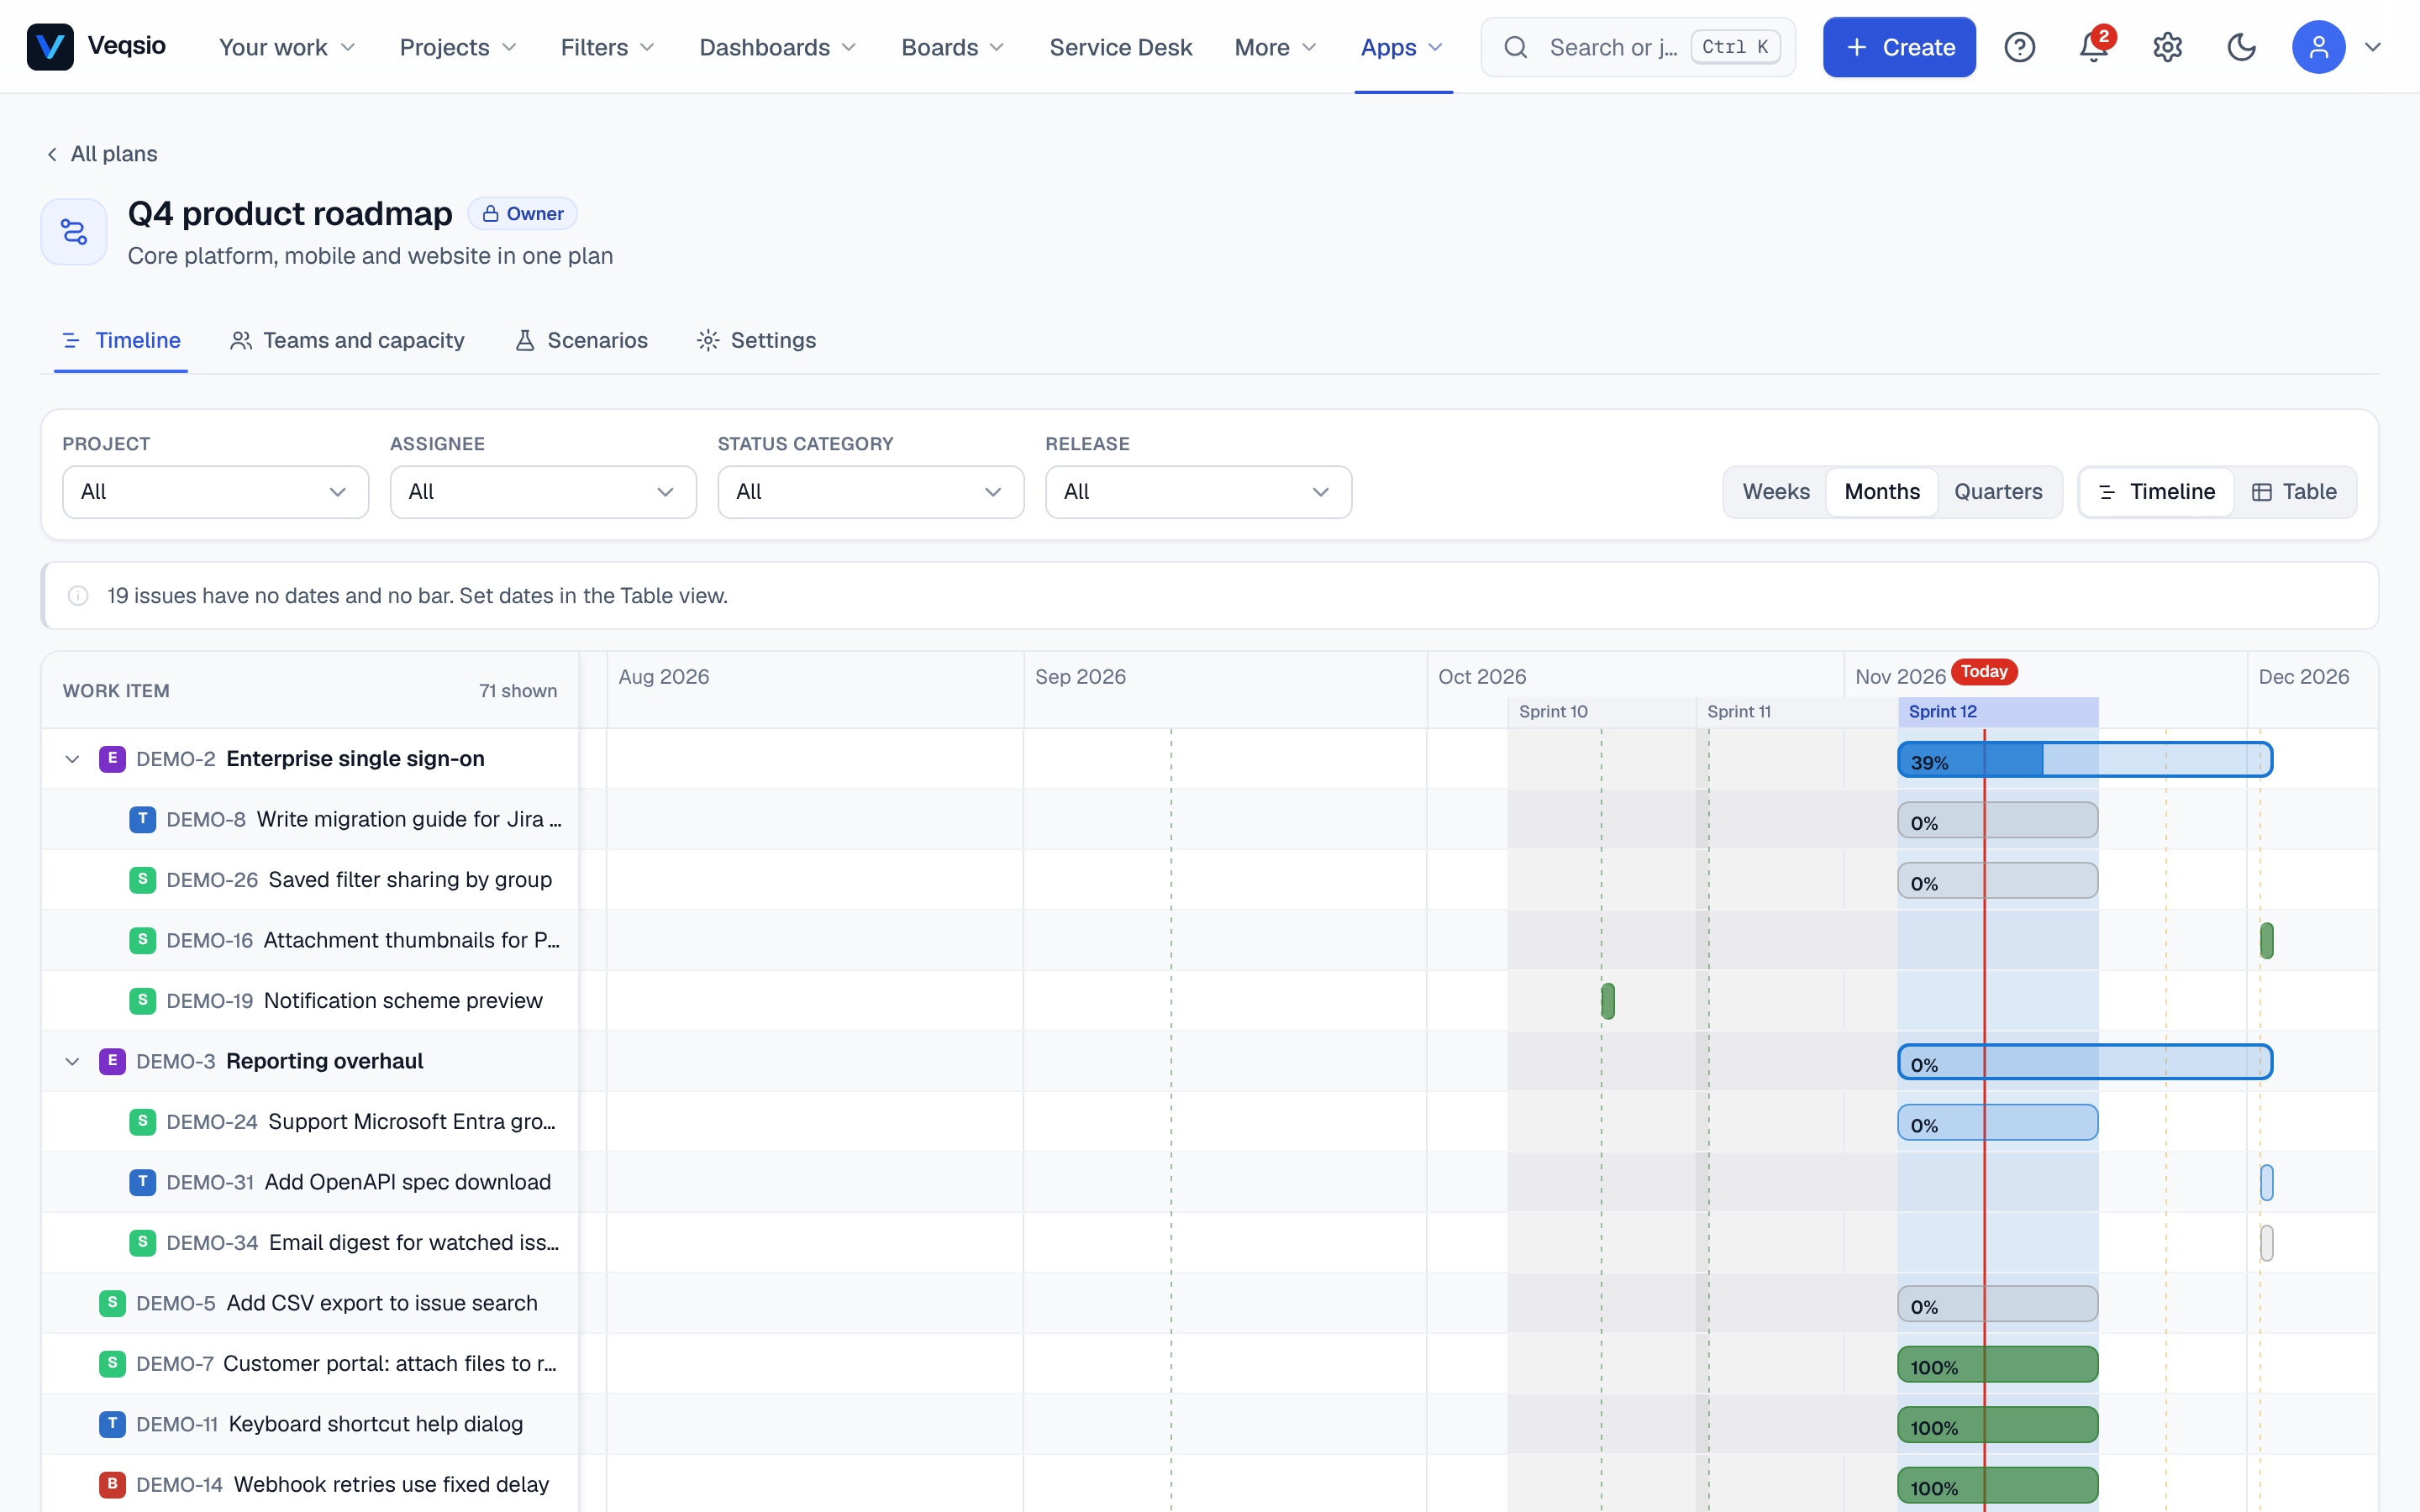 Veqsio Your work Projects Filters Dashboards Boards Service Desk More Apps Search or j... Ctrl K + Create 2
All plans
Q4 product roadmap Owner
Core platform, mobile and website in one plan
Timeline Teams and capacity Scenarios Settings
PROJECT ASSIGNEE STATUS CATEGORY RELEASE
All All All All Weeks Months Quarters Timeline Table
19 issues have no dates and no bar. Set dates in the Table view.
WORK ITEM 71 shown Aug 2026 Sep 2026 Oct 2026 Nov 2026 Today Dec 2026
Sprint 10 Sprint 11 Sprint 12
E DEMO-2 Enterprise single sign-on 39%
T DEMO-8 Write migration guide for Jira ... 0%
S DEMO-26 Saved filter sharing by group 0%
S DEMO-16 Attachment thumbnails for P...
S DEMO-19 Notification scheme preview
E DEMO-3 Reporting overhaul 0%
S DEMO-24 Support Microsoft Entra gro... 0%
T DEMO-31 Add OpenAPI spec download
S DEMO-34 Email digest for watched iss...
S DEMO-5 Add CSV export to issue search 0%
S DEMO-7 Customer portal: attach files to r... 100%
T DEMO-11 Keyboard shortcut help dialog 100%
B DEMO-14 Webhook retries use fixed delay 100%